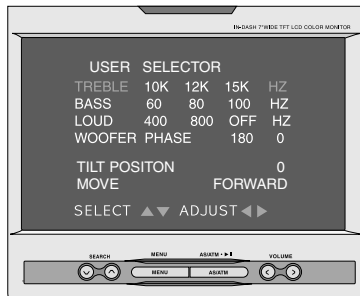 IN-DASH 7"WIDE TFT LCD COLOR MONITOR
USER SELECTOR
TREBLE 10K 12K 15K HZ
BASS 60 80 100 HZ
LOUD 400 800 OFF HZ
WOOFER PHASE 180 0
TILT POSITON 0
MOVE FORWARD
SELECT ▲▼ ADJUST ◀▶
SEARCH MENU AS/ATM • ▶II VOLUME
MENU AS/ATM